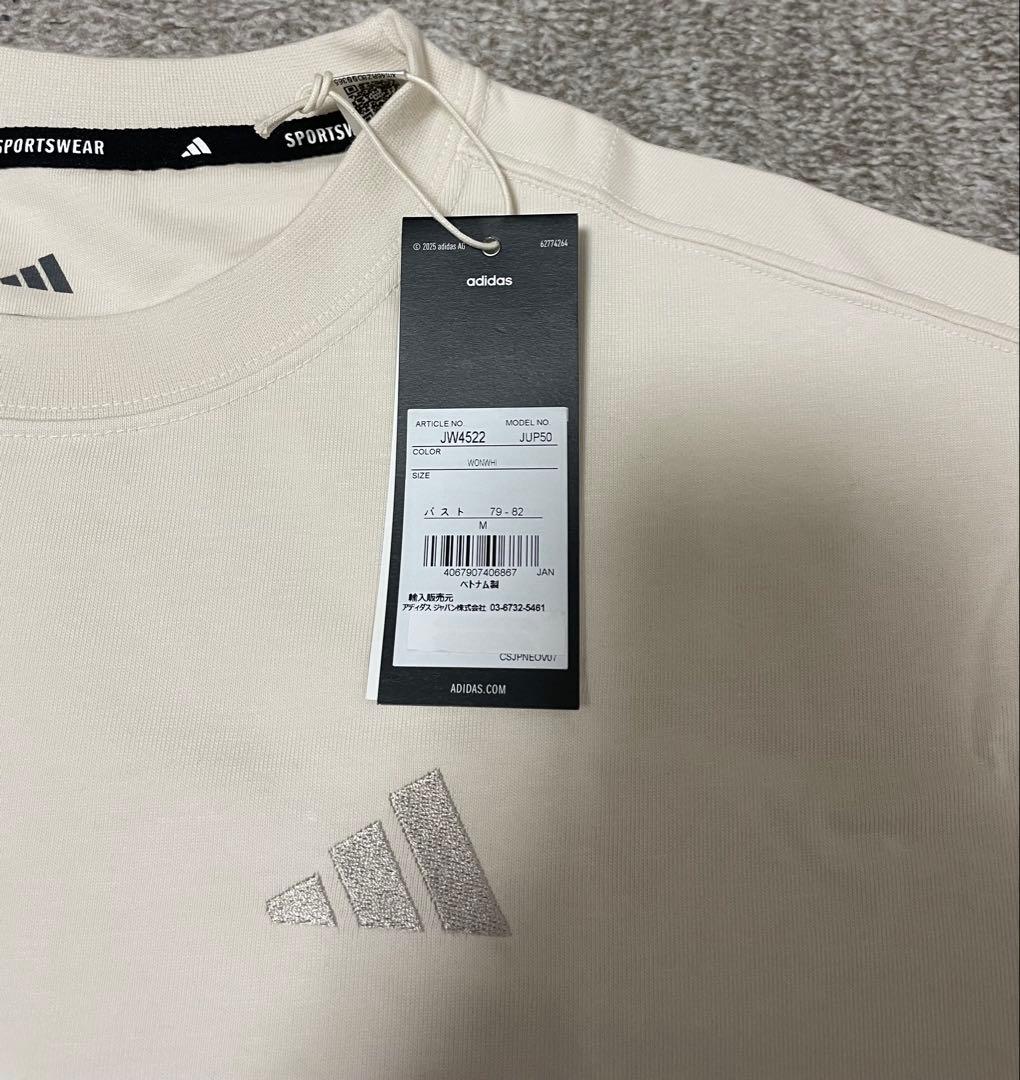 SPORTSWEAR
SPORTSW
© 2025 adidas AG
62774264
adidas
ARTICLE NO.
MODEL NO.
JW4522
JUP50
COLOR
WONWHI
SIZE
バスト 79 - 82
M
4067907406867 JAN
ベトナム製
輸入販売元
アディダス ジャパン株式会社 03-6732-5461
CSJPNEOV07
ADIDAS.COM